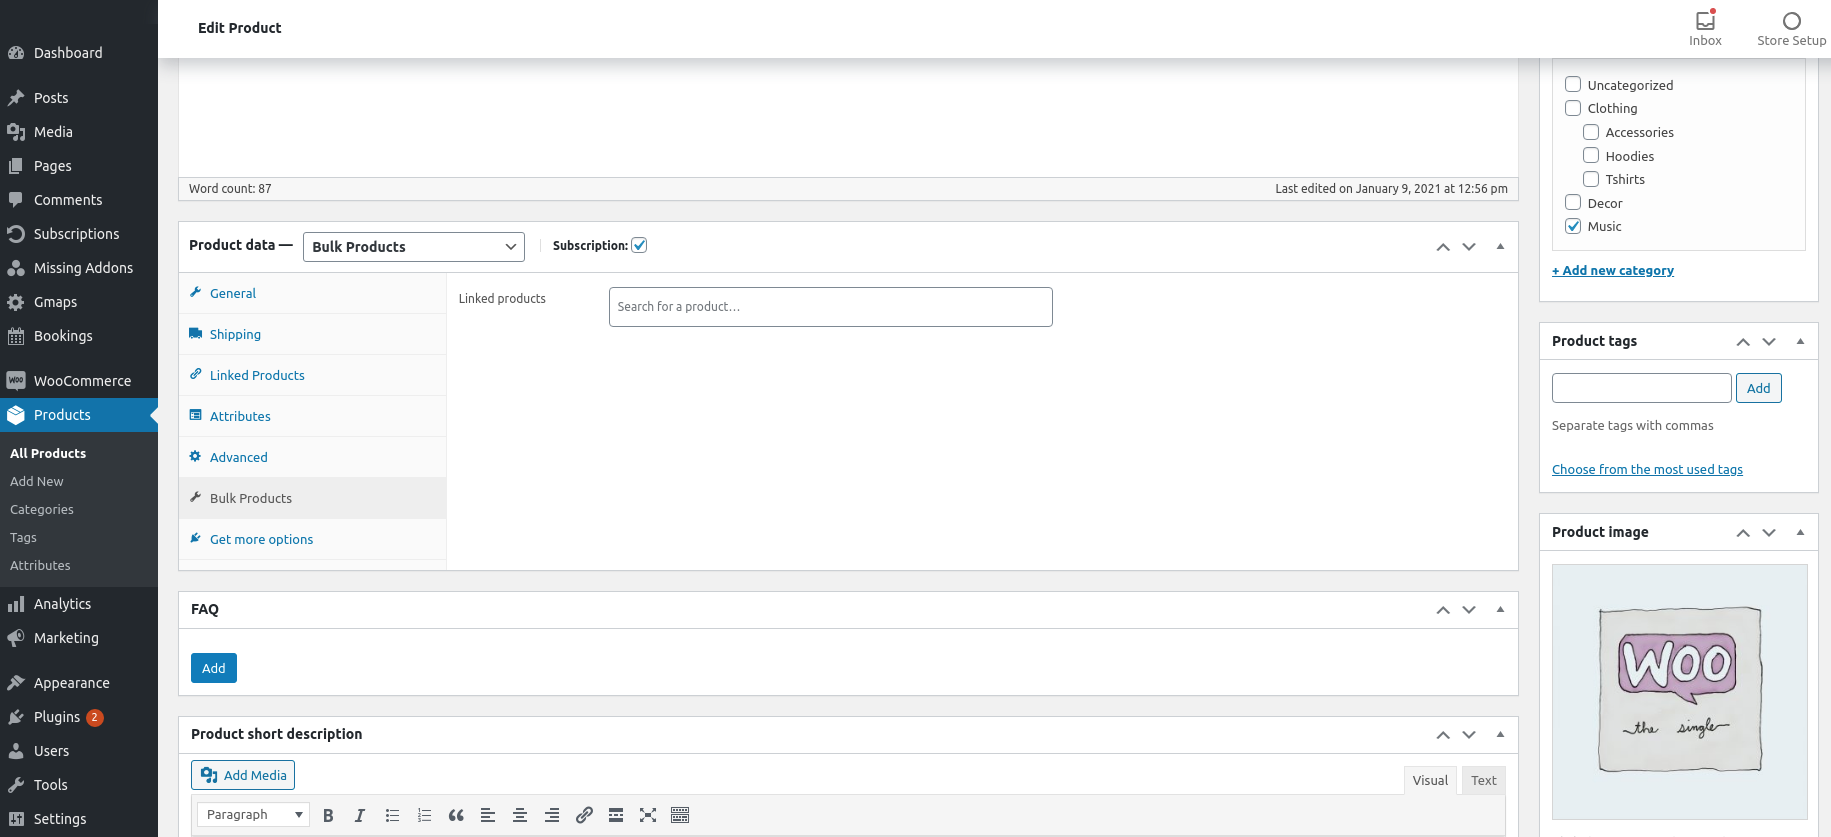 Edit Product
Inbox
Store Setup
Dashboard
Posts
Media
Pages
Comments
Subscriptions
Missing Addons
Gmaps
Bookings
WooCommerce
Products
All Products
Add New
Categories
Tags
Attributes
Analytics
Marketing
Appearance
Plugins 2
Users
Tools
Settings
Word count: 87
Last edited on January 9, 2021 at 12:56 pm
Product data — Bulk Products Subscription:
General
Shipping
Linked Products
Attributes
Advanced
Bulk Products
Get more options
Linked products Search for a product...
FAQ
Add
Product short description
Add Media
Visual Text
Paragraph
Uncategorized
Clothing
Accessories
Hoodies
Tshirts
Decor
Music
+ Add new category
Product tags
Add
Separate tags with commas
Choose from the most used tags
Product image
WOO
the single